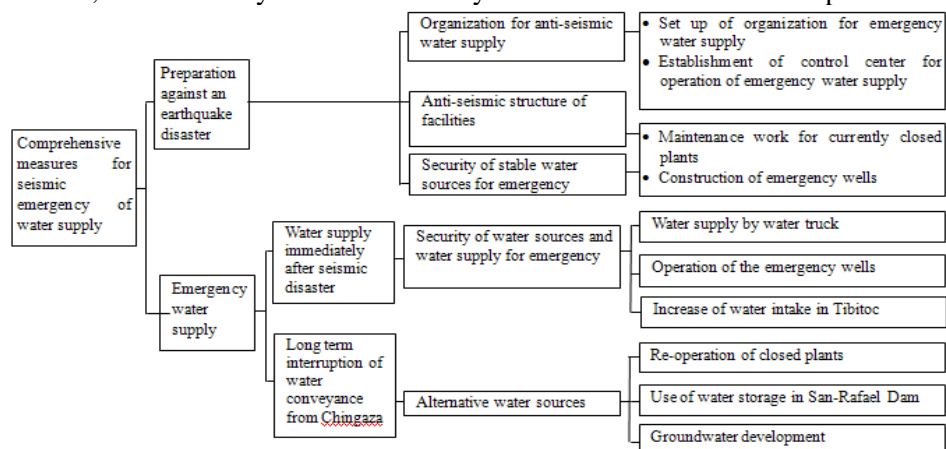 Organization for anti-seismic
water supply
• Set up of organization for emergency
water supply
• Establishment of control center for
operation of emergency water supply
Preparation
against an
earthquake
disaster
Anti-seismic structure of
facilities
• Maintenance work for currently closed
plants
• Construction of emergency wells
Security of stable water
sources for emergency
Comprehensive
measures for
seismic
emergency of
water supply
Water supply
immediately
after seismic
disaster
Security of water sources and
water supply for emergency
Water supply by water truck
Operation of the emergency wells
Increase of water intake in Tibitoc
Emergency
water
supply
Long term
interruption of
water
conveyance
from Chingaza
Alternative water sources
Re-operation of closed plants
Use of water storage in San-Rafael Dam
Groundwater development